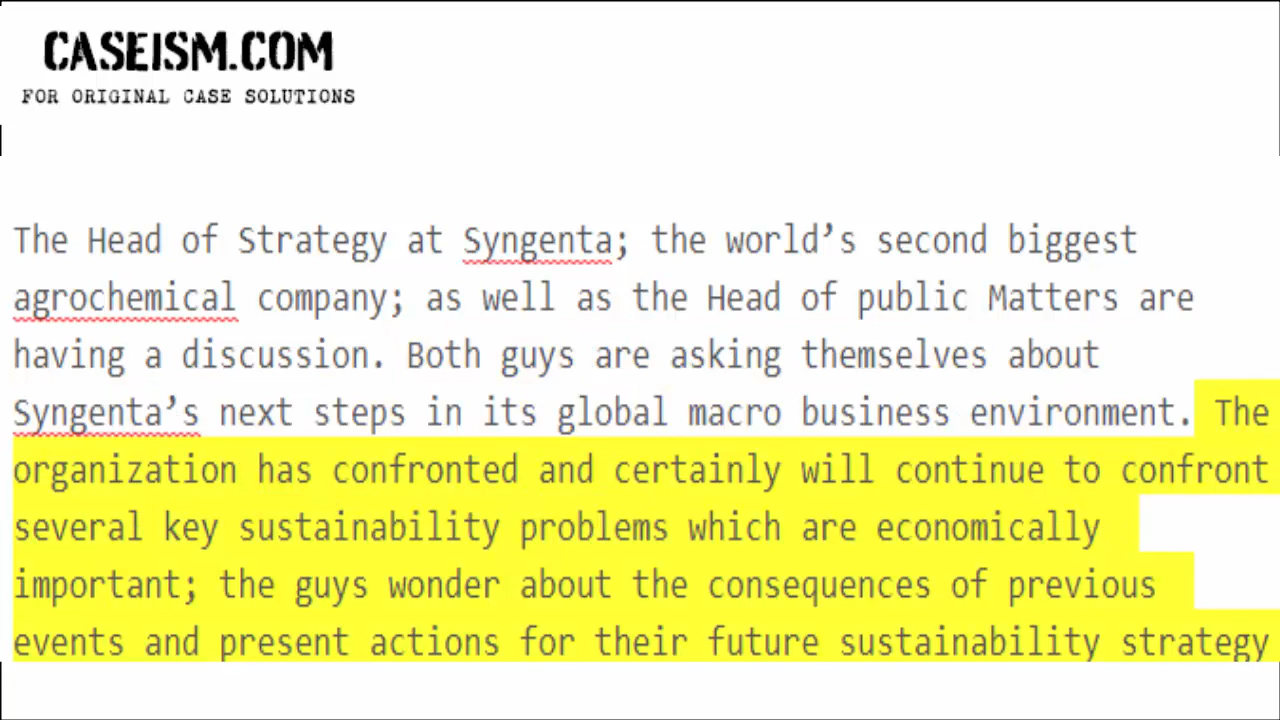 CASEISM.COM
FOR ORIGINAL CASE SOLUTIONS
The Head of Strategy at Syngenta; the world’s second biggest
agrochemical company; as well as the Head of public Matters are
having a discussion. Both guys are asking themselves about
Syngenta’s next steps in its global macro business environment. The
organization has confronted and certainly will continue to confront
several key sustainability problems which are economically
important; the guys wonder about the consequences of previous
events and present actions for their future sustainability strategy